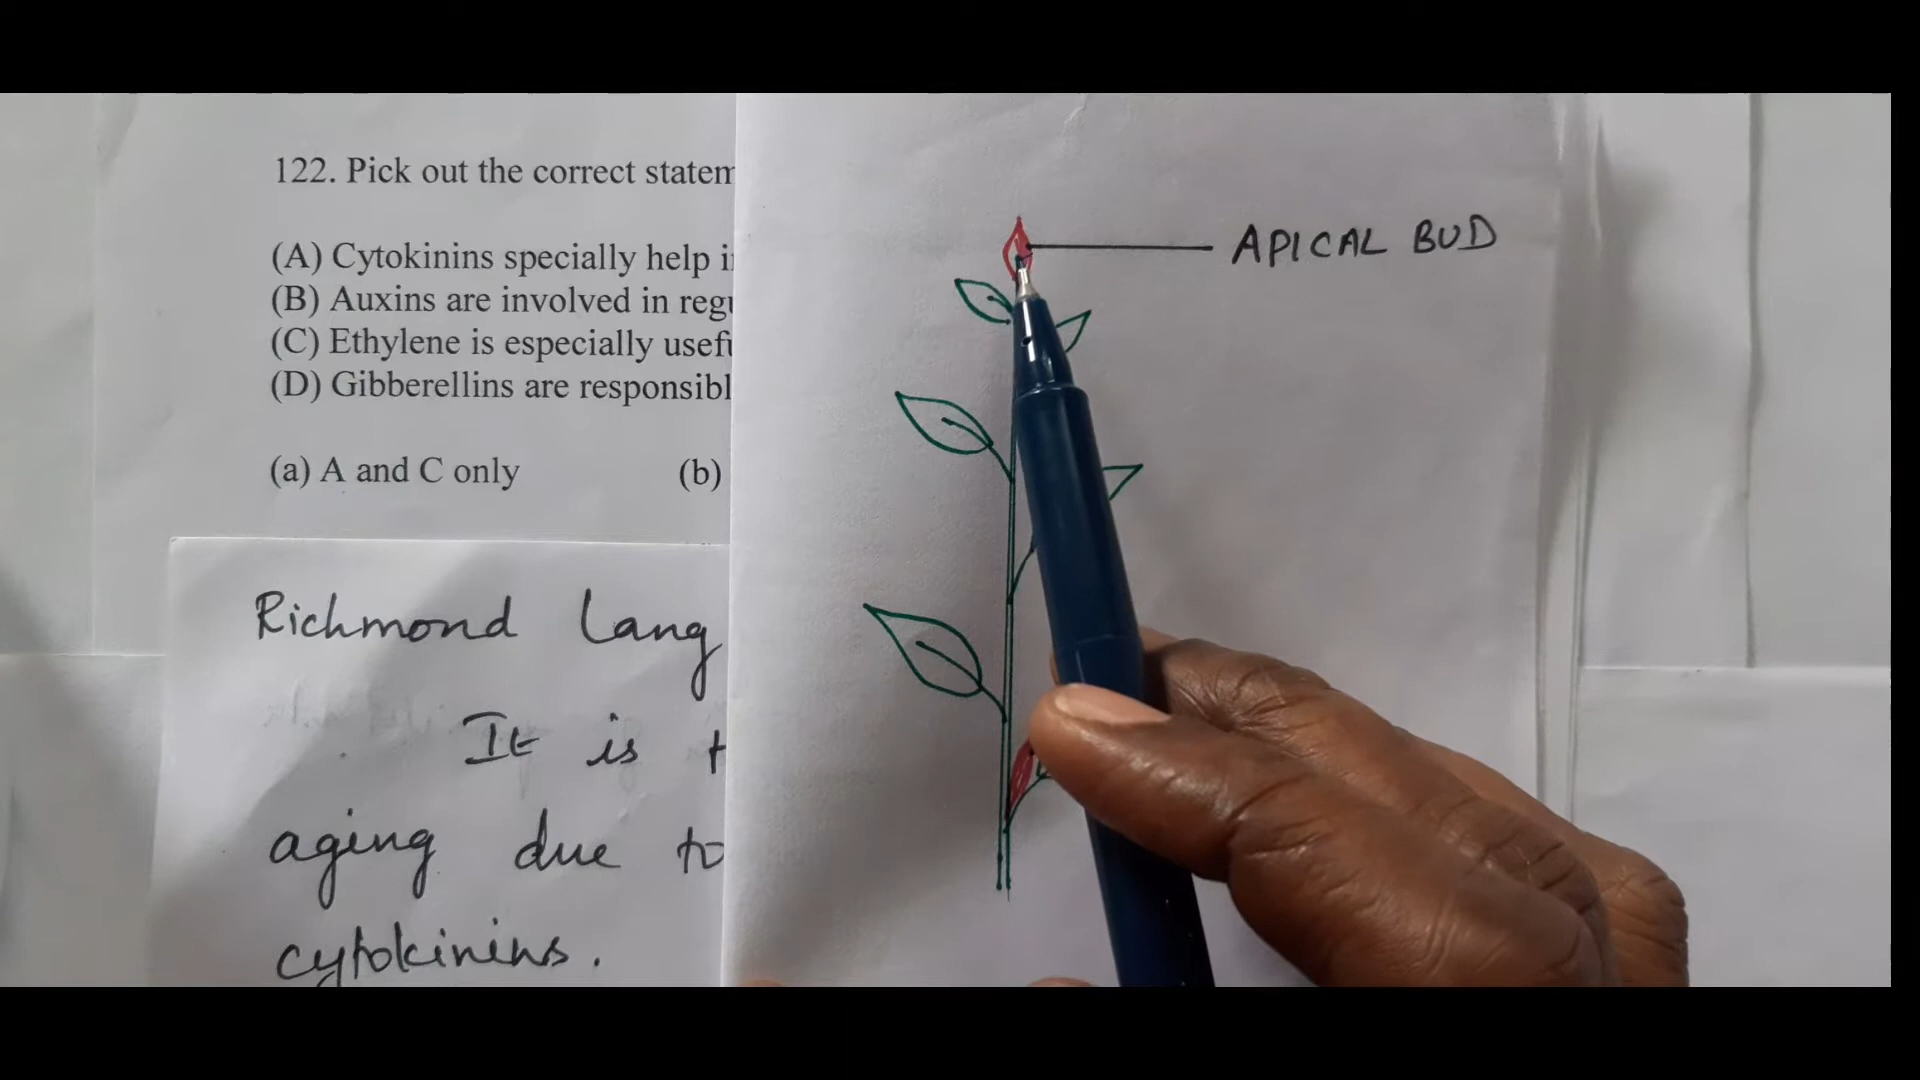 122. Pick out the correct statem
(A) Cytokinins specially help i
(B) Auxins are involved in reg
(C) Ethylene is especially usef
(D) Gibberellins are responsibl
(a) A and C only (b)
APICAL BUD
Richmond Lang
It is t
aging due to
cytokinins.